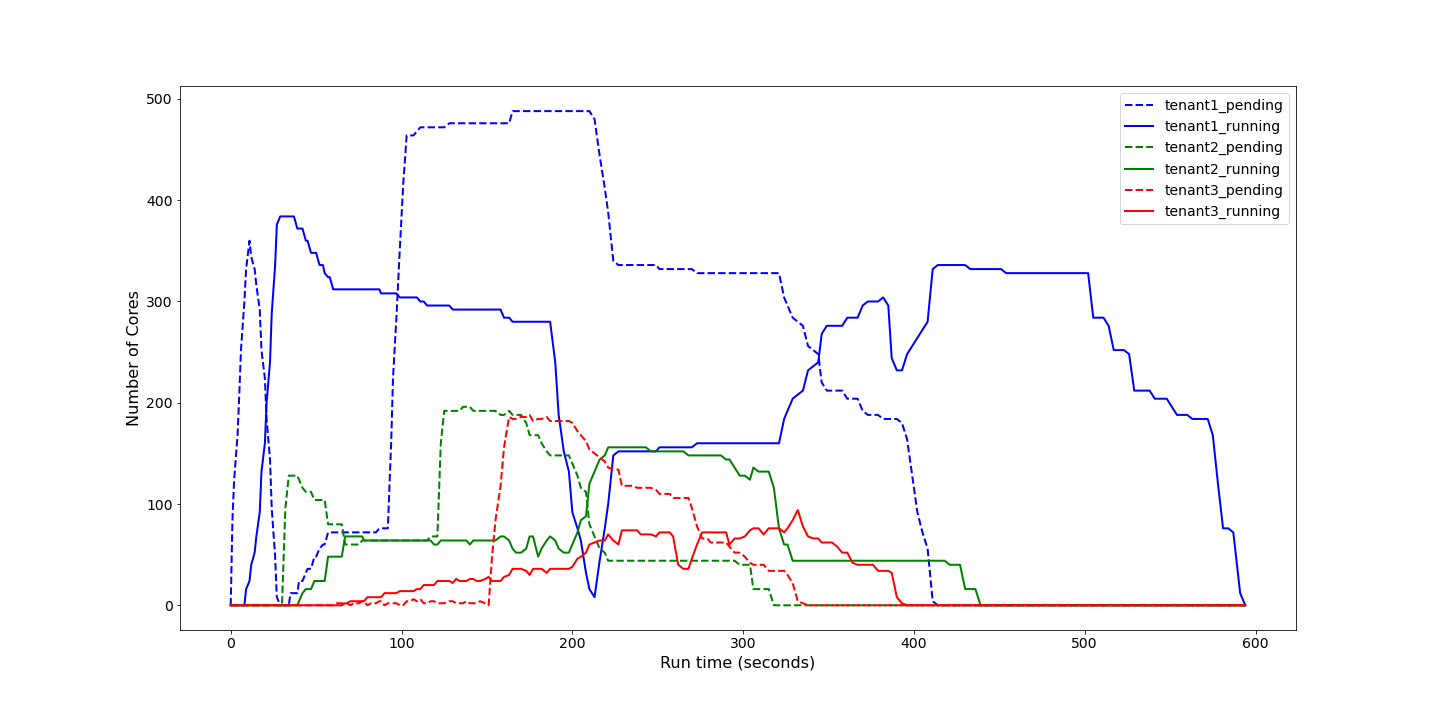 500
400
300
200
100
0
Number of Cores
0 100 200 300 400 500 600
Run time (seconds)
tenant1_pending
tenant1_running
tenant2_pending
tenant2_running
tenant3_pending
tenant3_running